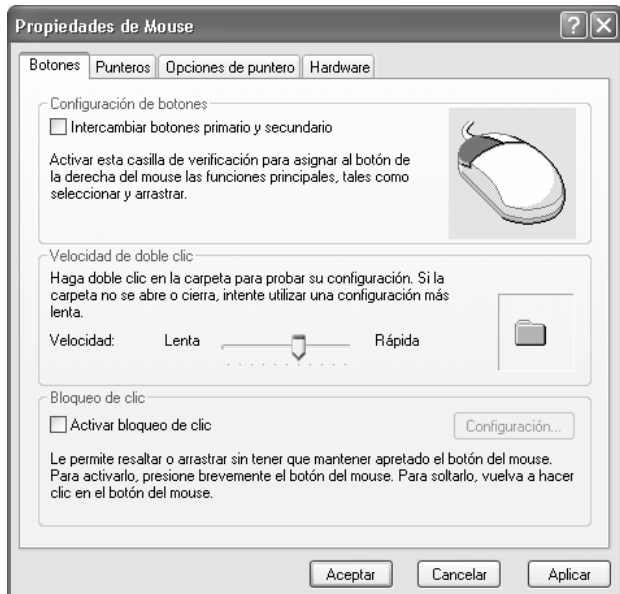 Propiedades de Mouse
Botones Punteros Opciones de puntero Hardware
Configuración de botones
Intercambiar botones primario y secundario
Activar esta casilla de verificación para asignar al botón de
la derecha del mouse las funciones principales, tales como
seleccionar y arrastrar.
Velocidad de doble clic
Haga doble clic en la carpeta para probar su configuración. Si la
carpeta no se abre o cierra, intente utilizar una configuración más
lenta.
Velocidad: Lenta Rápida
Bloqueo de clic
Activar bloqueo de clic Configuración...
Le permite resaltar o arrastrar sin tener que mantener apretado el botón del mouse.
Para activarlo, presione brevemente el botón del mouse. Para soltarlo, vuelva a hacer
clic en el botón del mouse.
Aceptar Cancelar Aplicar